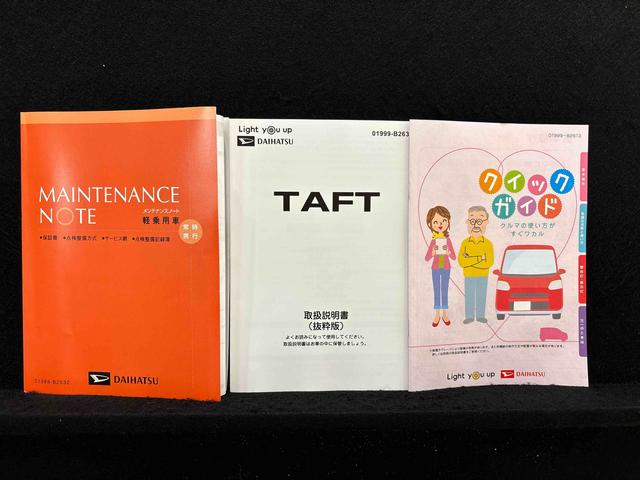 MAINTENANCE
NOTE
メンテナンスノート
軽乗用車
常時
携行
●保証書 ●点検整備方式 ●サービス網 ●点検整備記録簿
01999-B2532
DAIHATSU
Light you up
DAIHATSU
01999-B263
TAFT
取扱説明書
(抜粋版)
よくお読みになって使用してください。
取扱説明書はお車の中に保管しましょう。
01999-B2613
クイック
ガイド
クルマの使い方が
すぐワカル
Light you up
DAIHATSU